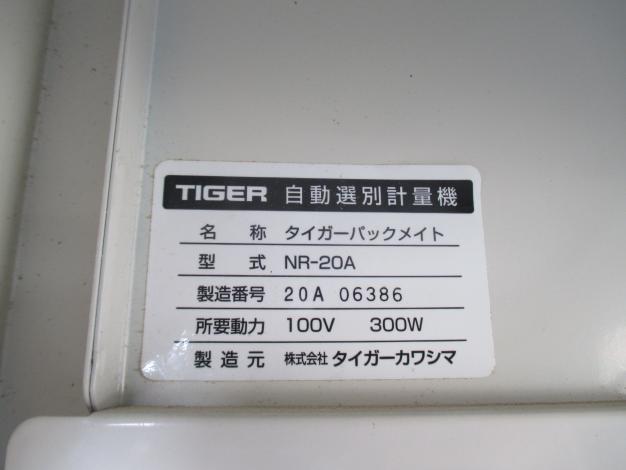 TIGER 自動選別計量機
名称 タイガーパックメイト
型式 NR-20A
製造番号 20A 06386
所要動力 100V 300W
製造元 株式会社 タイガーカワシマ